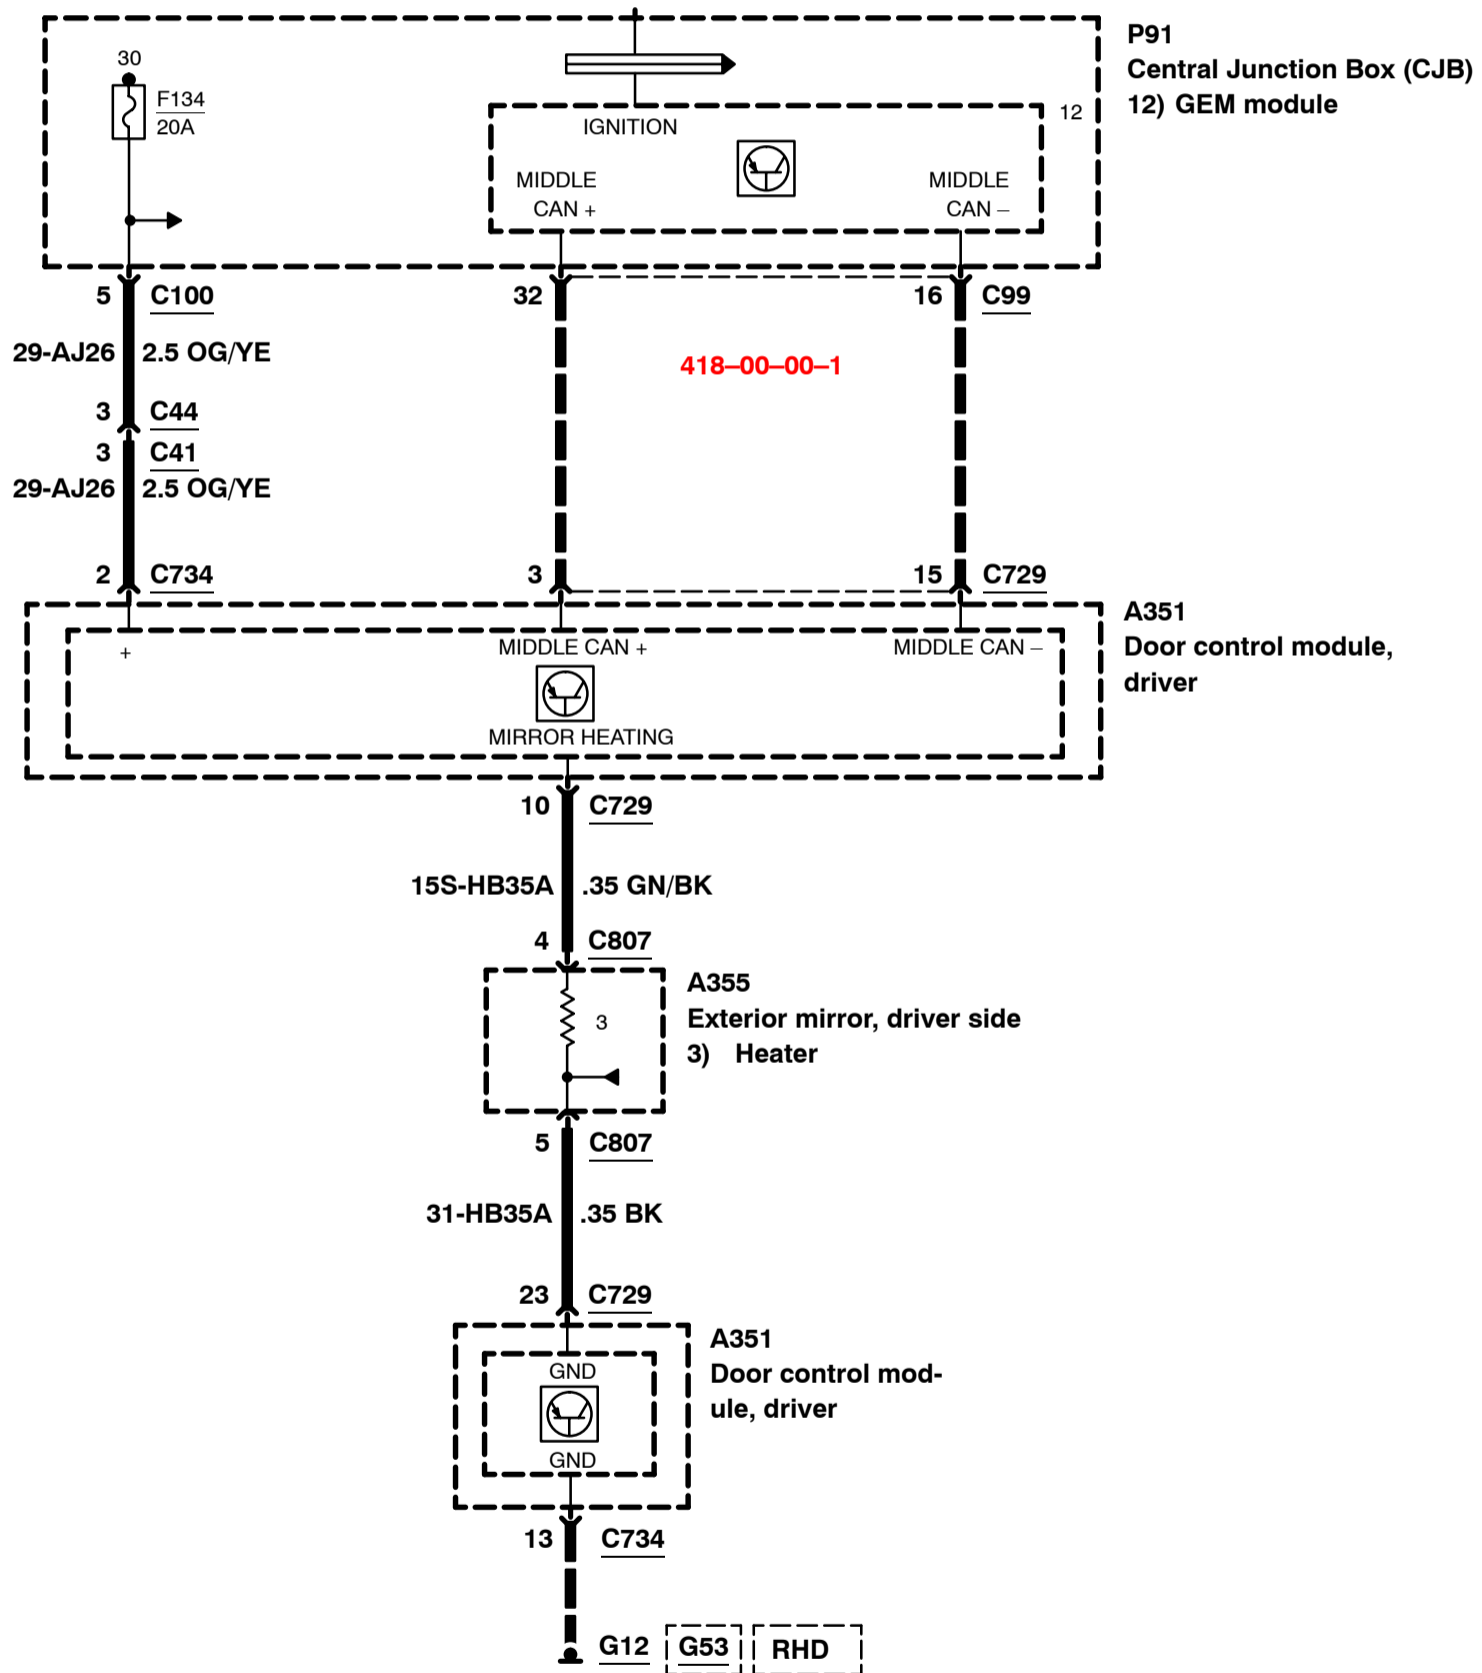 P91
Central Junction Box (CJB)
12) GEM module
30
F134
20A
IGNITION
12
MIDDLE
CAN +
MIDDLE
CAN –
5 C100
32
16 C99
29-AJ26 2.5 OG/YE
418–00–00–1
3 C44
3 C41
29-AJ26 2.5 OG/YE
2 C734
3
15 C729
A351
Door control module,
driver
+
MIDDLE CAN +
MIDDLE CAN –
MIRROR HEATING
10 C729
15S-HB35A .35 GN/BK
4 C807
A355
Exterior mirror, driver side
3) Heater
3
5 C807
31-HB35A .35 BK
23 C729
A351
Door control mod-
ule, driver
GND
GND
13 C734
G12 G53 RHD